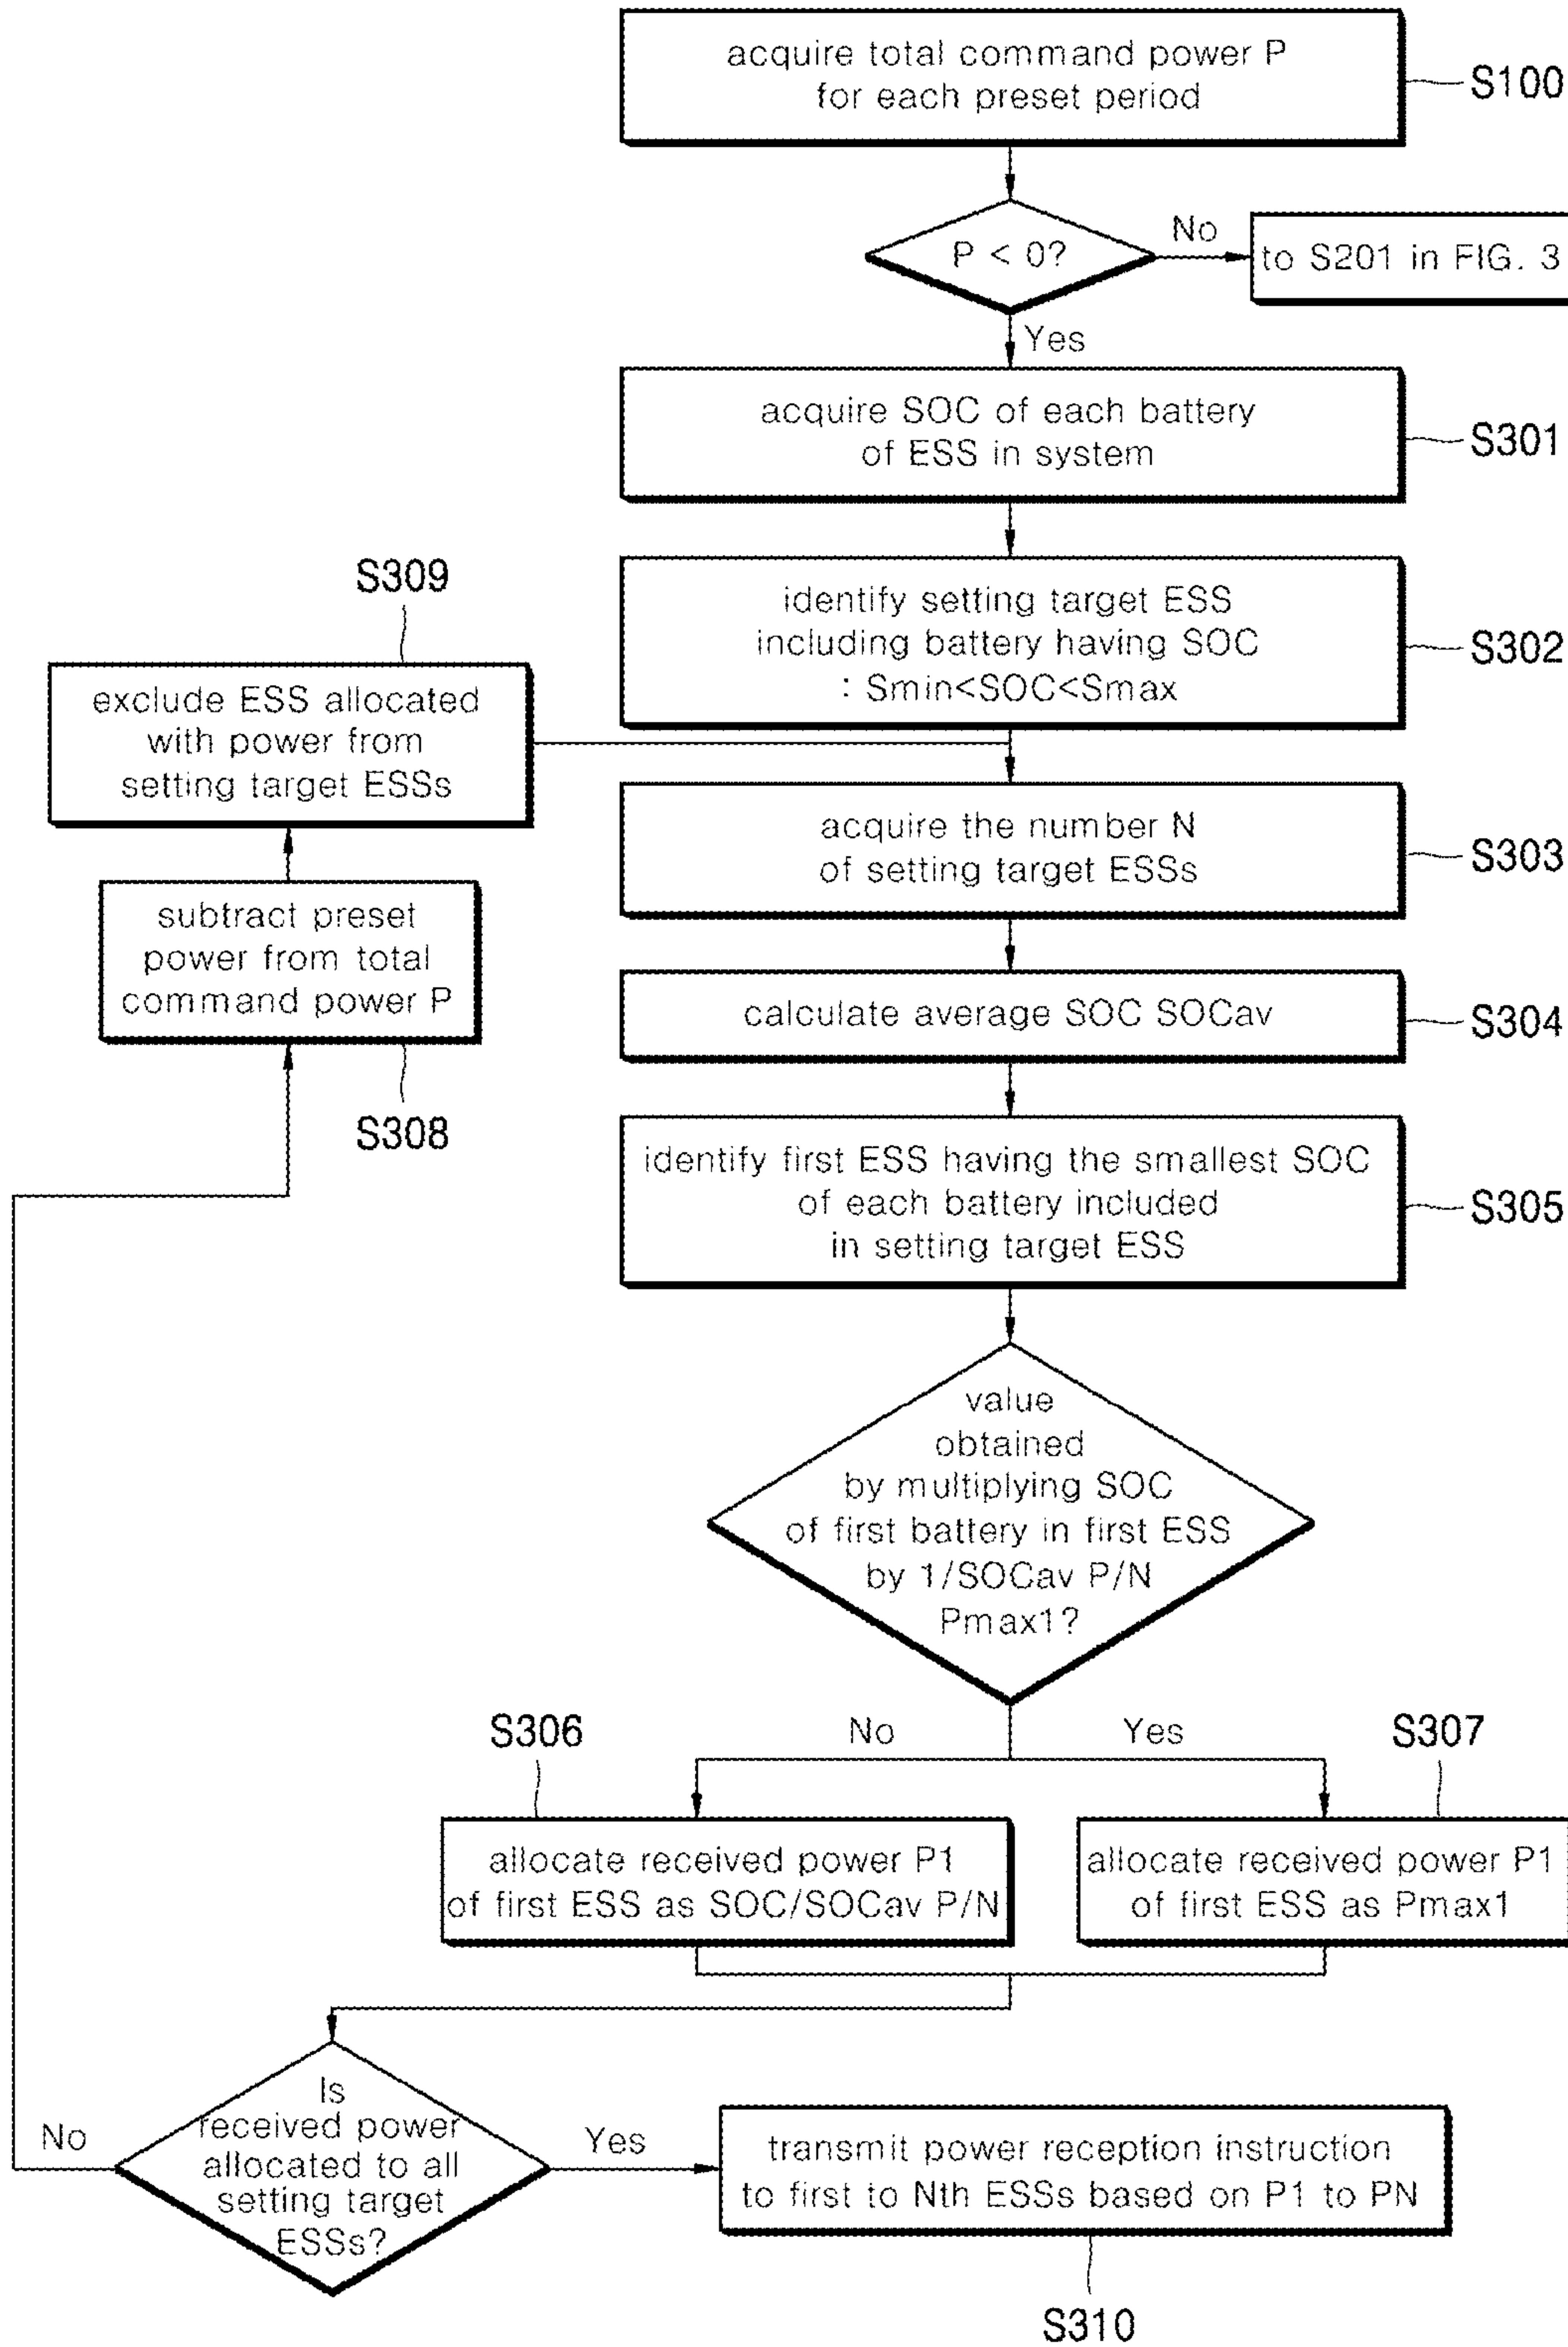 acquire total command power P
for each preset period
S100
P < 0?
No
to S201 in FIG. 3
Yes
acquire SOC of each battery
of ESS in system
S301
identify setting target ESS
including battery having SOC
: Smin<SOC<Smax
S302
S309
exclude ESS allocated
with power from
setting target ESSs
acquire the number N
of setting target ESSs
S303
subtract preset
power from total
command power P
S308
calculate average SOC SOCav
S304
identify first ESS having the smallest SOC
of each battery included
in setting target ESS
S305
value
obtained
by multiplying SOC
of first battery in first ESS
by 1/SOCav P/N
Pmax1?
No
Yes
S306
S307
allocate received power P1
of first ESS as SOC/SOCav P/N
allocate received power P1
of first ESS as Pmax1
Is
received power
allocated to all
setting target
ESSs?
No
Yes
transmit power reception instruction
to first to Nth ESSs based on P1 to PN
S310